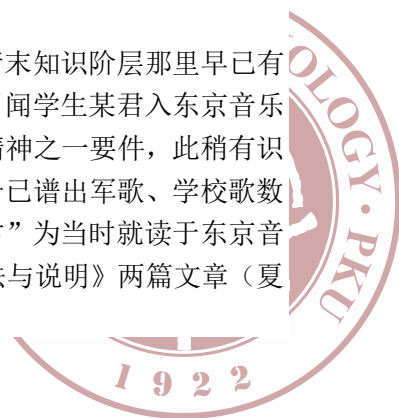 末知识阶层那里早已有
闻学生某君入东京音乐
神之一要件，此稍有识
已谱出军歌、学校歌数
”为当时就读于东京音
与说明》两篇文章（夏
OLOGY · PKU
1922